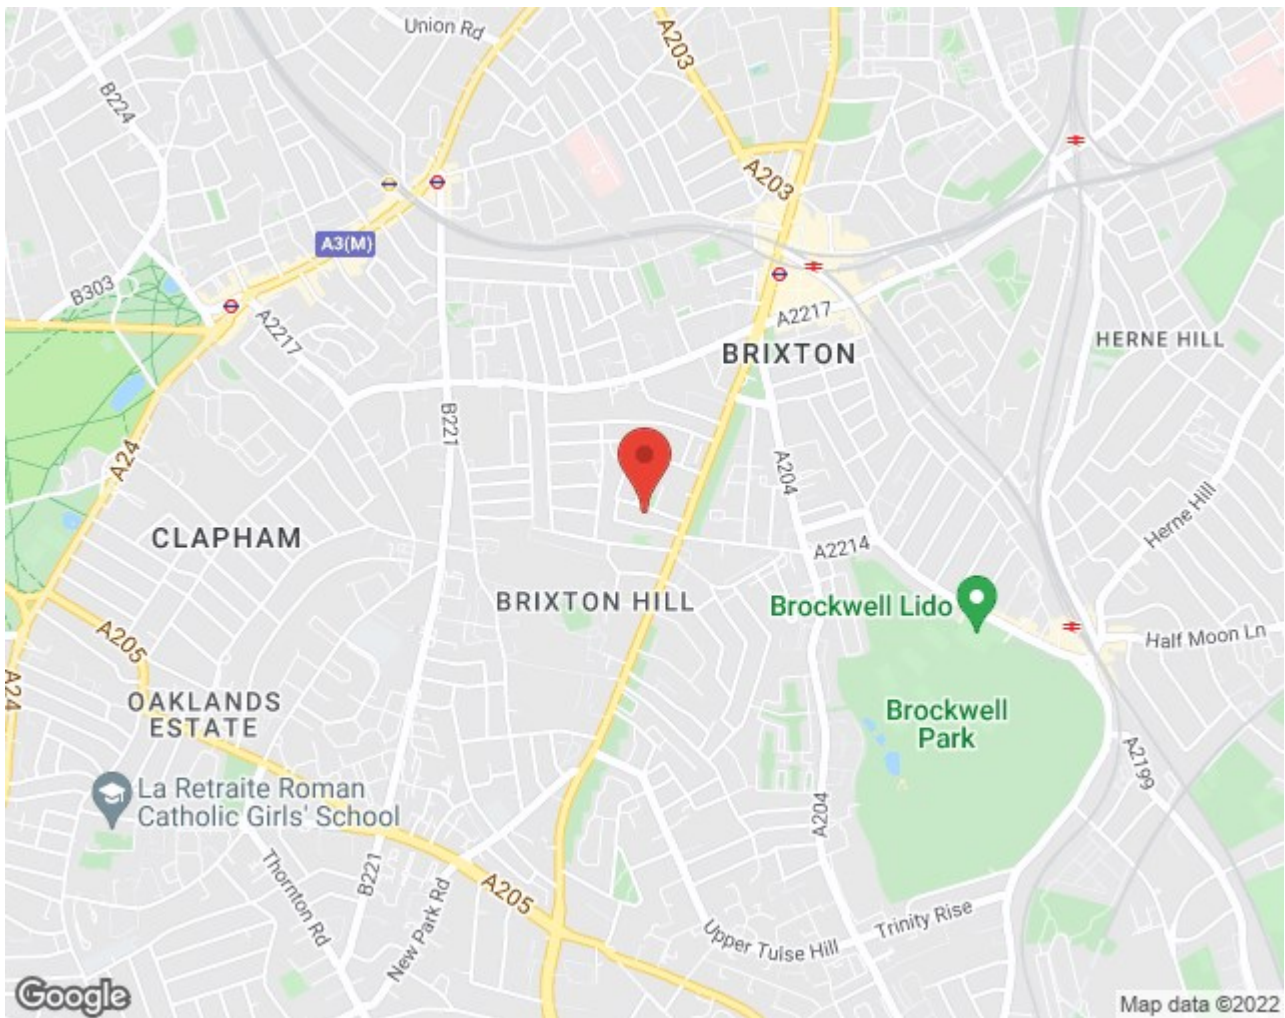 Union Rd
A203
B224
A203
A3(M)
B303
A2217
A2217
BRIXTON
HERNE HILL
B221
A24
A204
Herne Hill
CLAPHAM
A2214
BRIXTON HILL
Brockwell Lido
A205
Half Moon Ln
A24
OAKLANDS
ESTATE
Brockwell
Park
A2199
La Retraite Roman
Catholic Girls' School
A204
B221
Thornton Rd
New Park Rd
A205
Upper Tulse Hill
Trinity Rise
Google
Map data ©2022